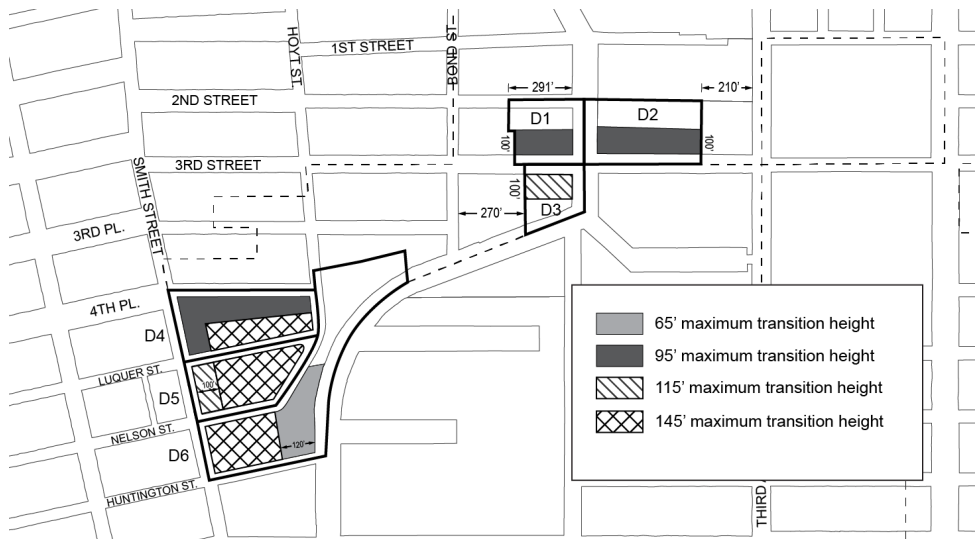 HOYT ST.
BOND ST.
1ST STREET
2ND STREET
291'
210'
D1
D2
100'
100'
3RD STREET
SMITH STREET
100'
D3
270'
3RD PL.
4TH PL.
D4
LUQUER ST.
100'
D5
NELSON ST.
D6
120'
HUNTINGTON ST.
65' maximum transition height
95' maximum transition height
115' maximum transition height
145' maximum transition height
THIRD